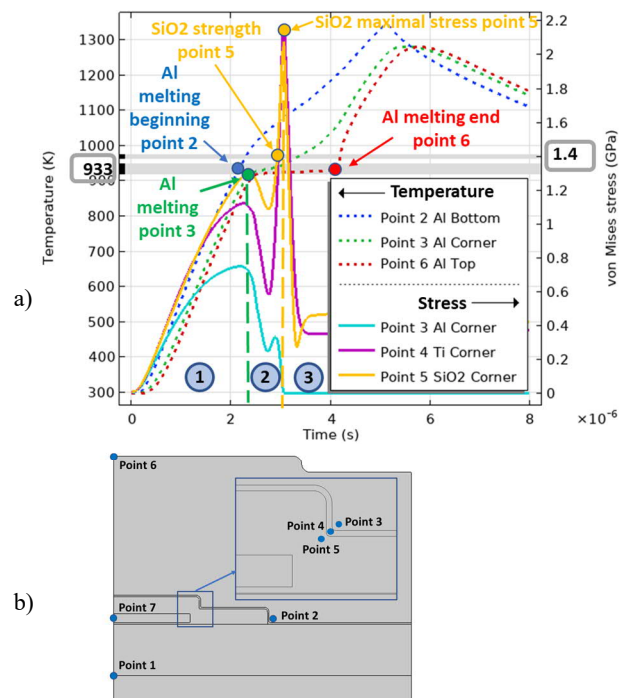 SiO2 strength
point 5
SiO2 maximal stress point 5
Al
melting
beginning
point 2
Al
melting
point 3
Al melting end
point 6
a)
Temperature (K)
1300
1200
1100
1000
933
900
800
700
600
500
400
300
2.2
2
1.8
1.6
1.4
1.2
1
0.8
0.6
0.4
0.2
0
von Mises stress (GPa)
Temperature
Point 2 Al Bottom
Point 3 Al Corner
Point 6 Al Top
Stress
Point 3 Al Corner
Point 4 Ti Corner
Point 5 SiO2 Corner
1
2
3
0
2
4
6
8
×10⁻⁶
Time (s)
b)
Point 6
Point 4
Point 3
Point 5
Point 7
Point 2
Point 1